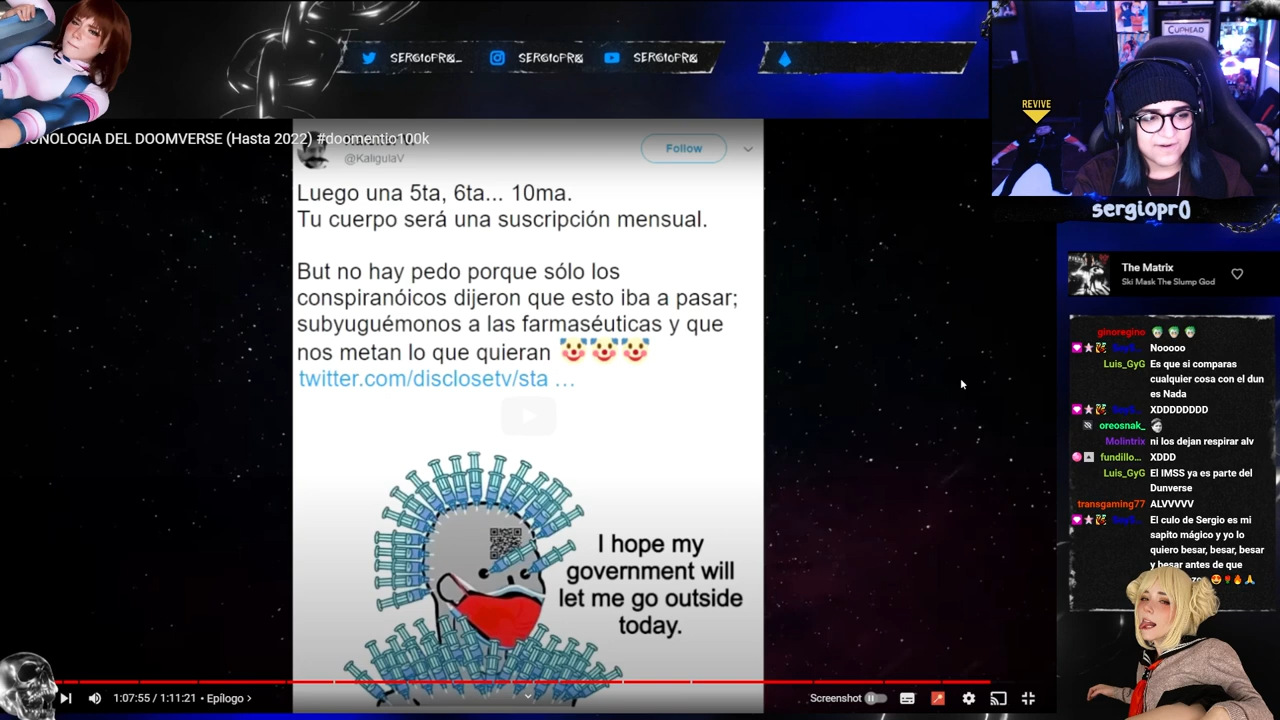 SERGIOPR0_
SERGIOPR0
SERGIOPR0
CUPHEAD
REVIVE
NOLOGIA DEL DOOMVERSE (Hasta 2022) #doomentio100k
@KaligulaV
Follow
Luego una 5ta, 6ta... 10ma.
Tu cuerpo será una suscripción mensual.
But no hay pedo porque sólo los
conspiranóicos dijeron que esto iba a pasar;
subyuguémonos a las farmaséuticas y que
nos metan lo que quieran 🤡🤡🤡
twitter.com/disclosetv/sta …
I hope my
government will
let me go outside
today.
sergiopr0
The Matrix
Ski Mask The Slump God
ginoregino
Nooooo
Luis_GyG Es que si comparas
cualquier cosa con el dun
es Nada
XDDDDDDDD
oreosnak_
Molintrix ni los dejan respirar alv
fundillo... XDDD
Luis_GyG El IMSS ya es parte del
Dunverse
transgaming77 ALVVVVV
El culo de Sergio es mi
sapito mágico y yo lo
quiero besar, besar, besar
y besar antes de que
1:07:55 / 1:11:21 • Epílogo ›
Screenshot